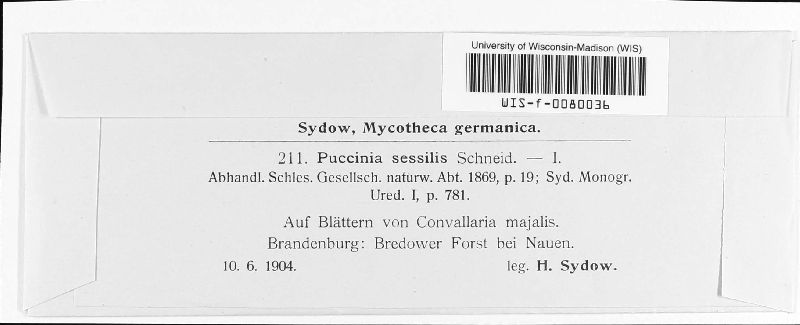 University of Wisconsin-Madison (WIS)
WIS-f-0080036
Sydow, Mycotheca germanica.
211. Puccinia sessilis Schneid. — I.
Abhandl. Schles. Gesellsch. naturw. Abt. 1869, p. 19; Syd. Monogr.
Ured. I, p. 781.
Auf Blättern von Convallaria majalis.
Brandenburg: Bredower Forst bei Nauen.
10. 6. 1904. leg. H. Sydow.